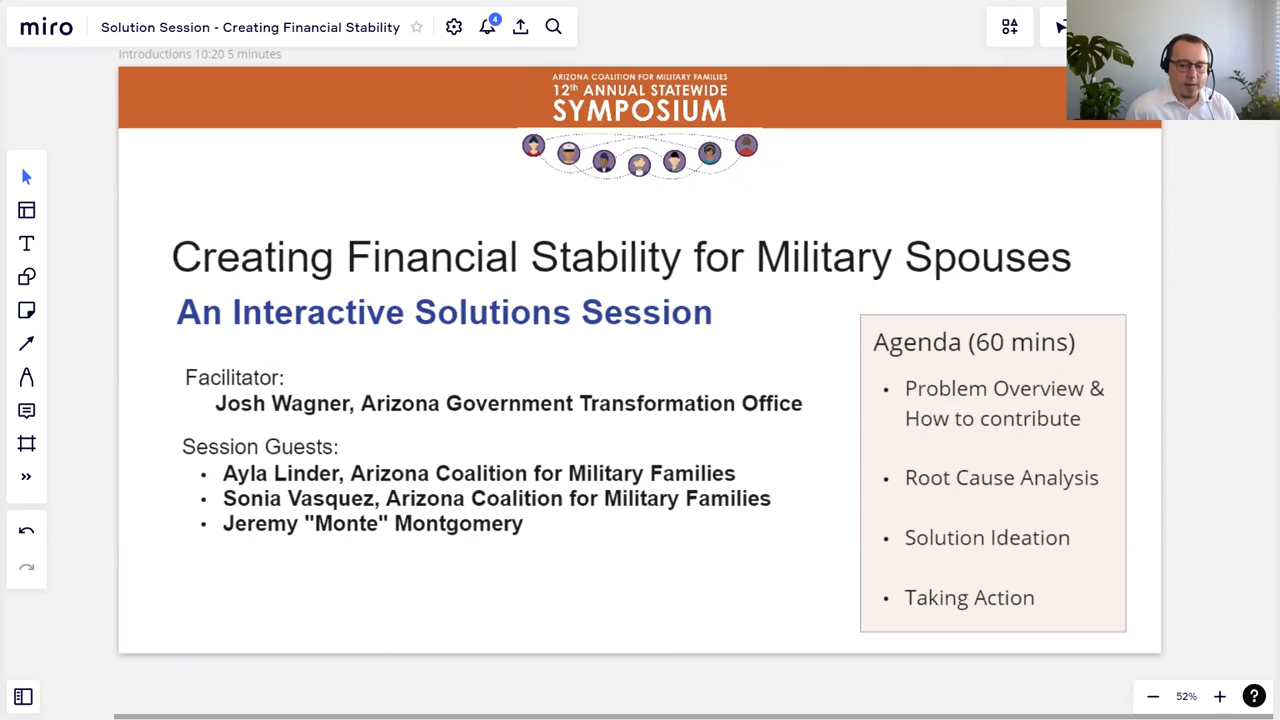 miro
Solution Session - Creating Financial Stability
4
Introductions 10:20 5 minutes
ARIZONA COALITION FOR MILITARY FAMILIES
12th ANNUAL STATEWIDE
SYMPOSIUM
Creating Financial Stability for Military Spouses
An Interactive Solutions Session
Facilitator:
Josh Wagner, Arizona Government Transformation Office
Session Guests:
• Ayla Linder, Arizona Coalition for Military Families
• Sonia Vasquez, Arizona Coalition for Military Families
• Jeremy "Monte" Montgomery
Agenda (60 mins)
• Problem Overview &
How to contribute
• Root Cause Analysis
• Solution Ideation
• Taking Action
52%
?